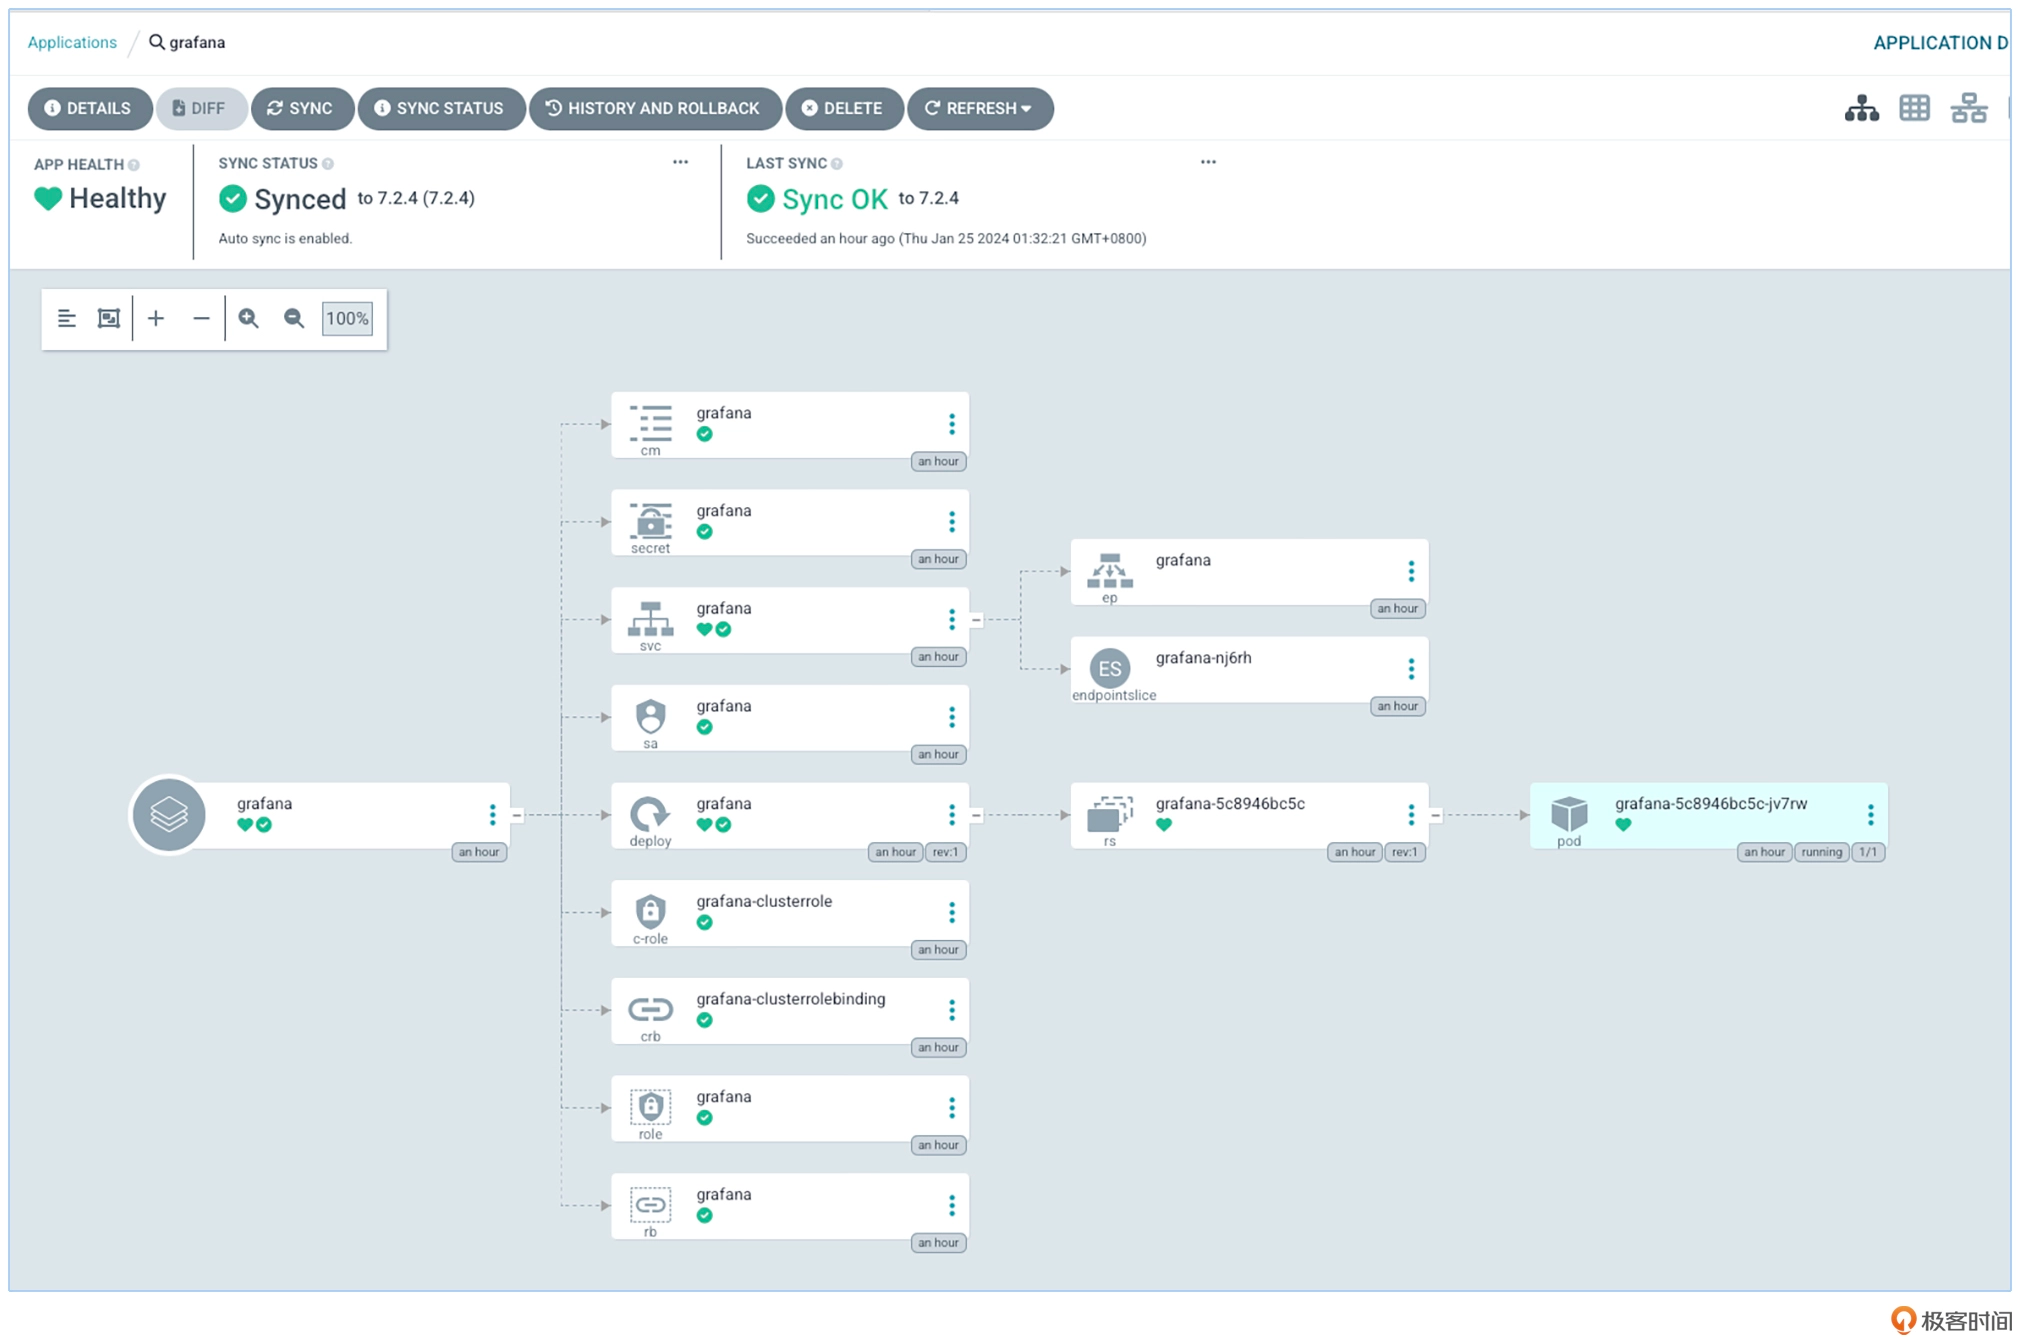 Applications / grafana
APPLICATION D
DETAILS DIFF SYNC SYNC STATUS HISTORY AND ROLLBACK DELETE REFRESH
APP HEALTH
Healthy
SYNC STATUS
Synced to 7.2.4 (7.2.4)
Auto sync is enabled.
LAST SYNC
Sync OK to 7.2.4
Succeeded an hour ago (Thu Jan 25 2024 01:32:21 GMT+0800)
100%
grafana
an hour
grafana
cm
an hour
grafana
secret
an hour
grafana
svc
an hour
grafana
ep
an hour
grafana-nj6rh
ES
endpointslice
an hour
grafana
sa
an hour
grafana
deploy
an hour rev:1
grafana-5c8946bc5c
rs
an hour rev:1
grafana-5c8946bc5c-jv7rw
pod
an hour running 1/1
grafana-clusterrole
c-role
an hour
grafana-clusterrolebinding
crb
an hour
grafana
role
an hour
grafana
rb
an hour
极客时间